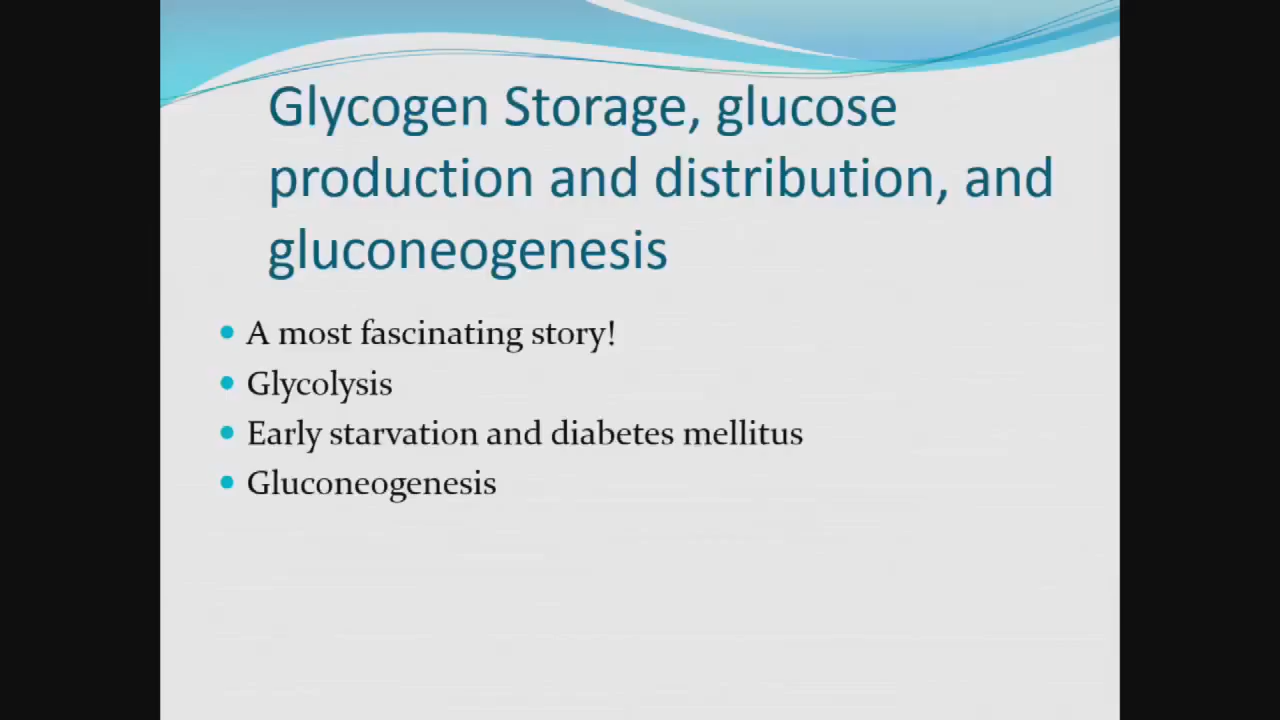 Glycogen Storage, glucose
production and distribution, and
gluconeogenesis
• A most fascinating story!
• Glycolysis
• Early starvation and diabetes mellitus
• Gluconeogenesis